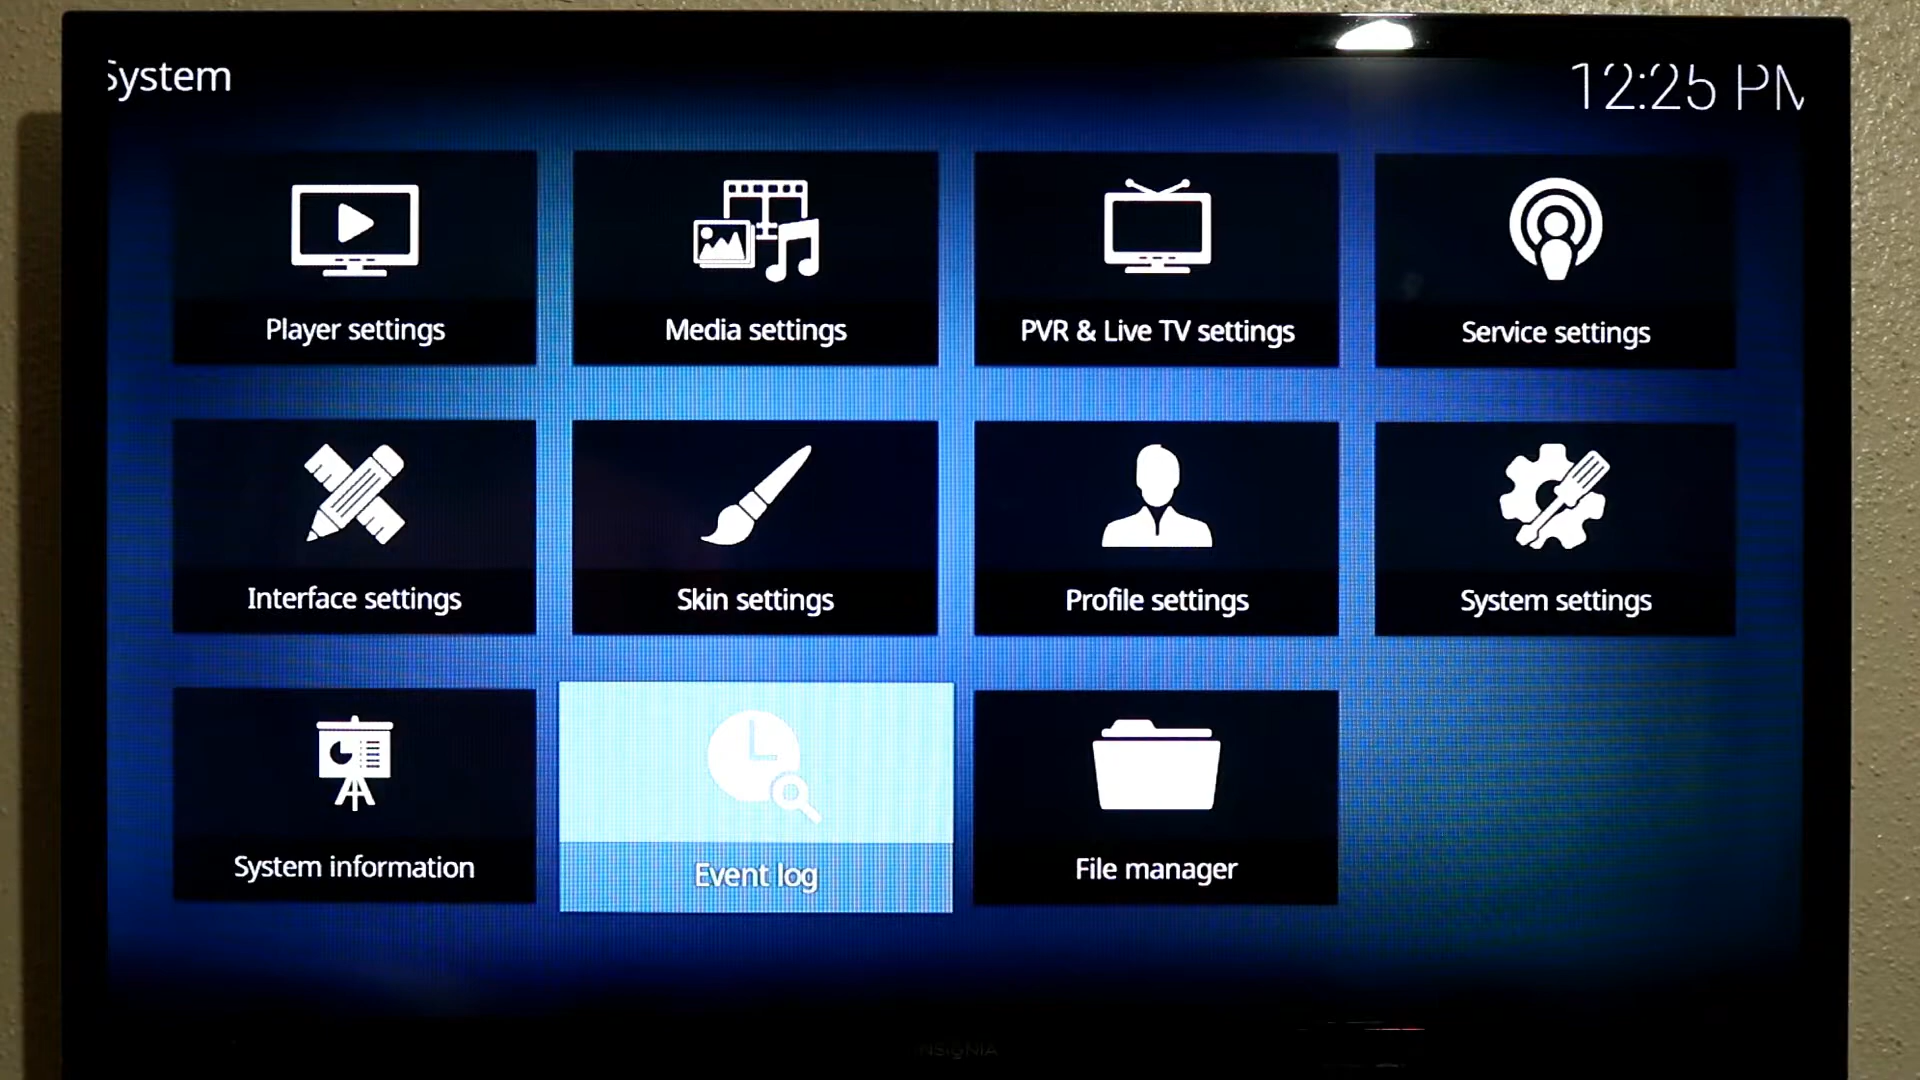 System
12:25 PM
Player settings
Media settings
PVR & Live TV settings
Service settings
Interface settings
Skin settings
Profile settings
System settings
System information
Event log
File manager
INSIGNIA